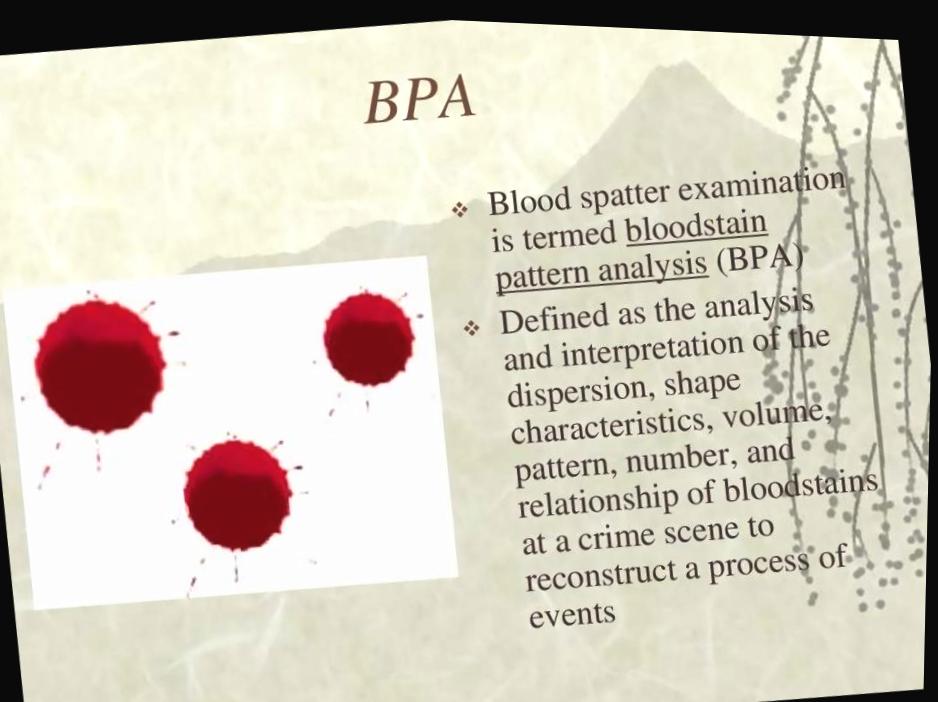 BPA
Blood spatter examination
is termed bloodstain
pattern analysis (BPA)
Defined as the analysis
and interpretation of the
dispersion, shape
characteristics, volume,
pattern, number, and
relationship of bloodstains
at a crime scene to
reconstruct a process of
events